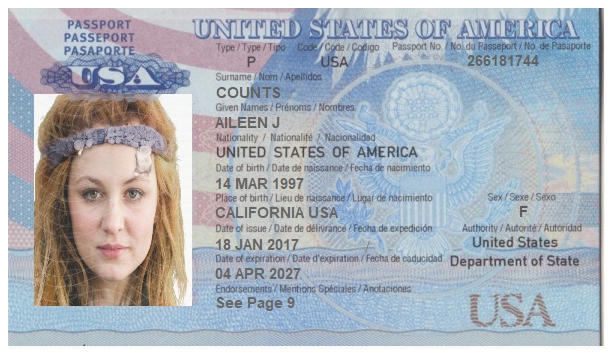 PASSPORT
PASSEPORT
PASAPORTE
USA
UNITED STATES OF AMERICA
Type / Type / Tipo Code / Code / Codigo Passport No. / No. du Passeport / No. de Pasaporte
P USA 266181744
Surname / Nom / Apellidos
COUNTS
Given Names / Prénoms / Nombres
AILEEN J
Nationality / Nationalité / Nacionalidad
UNITED STATES OF AMERICA
Date of birth / Date de naissance / Fecha de nacimiento
14 MAR 1997
Place of birth / Lieu de naissance / Lugar de nacimiento Sex / Sexe / Sexo
CALIFORNIA USA F
Date of issue / Date de délivrance / Fecha de expedición Authority / Autorité / Autoridad
18 JAN 2017 United States
Date of expiration / Date d'expiration / Fecha de caducidad Department of State
04 APR 2027
Endorsements / Mentions Spéciales / Anotaciones
See Page 9
USA